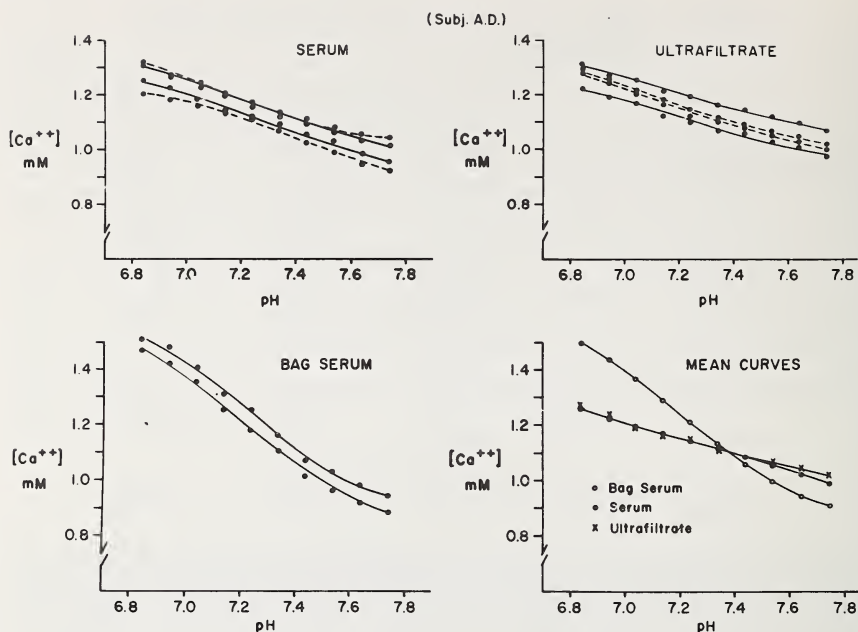 (Subj. A.D.)
SERUM
1.4
1.2
1.0
0.8
[Ca++]
mM
6.8 7.0 7.2 7.4 7.6 7.8
pH
ULTRAFILTRATE
1.4
1.2
1.0
0.8
[Ca++]
mM
6.8 7.0 7.2 7.4 7.6 7.8
pH
BAG SERUM
1.4
1.2
1.0
0.8
[Ca++]
mM
6.8 7.0 7.2 7.4 7.6 7.8
pH
MEAN CURVES
1.4
1.2
1.0
0.8
[Ca++]
mM
Bag Serum
Serum
x Ultrafiltrate
6.8 7.0 7.2 7.4 7.6 7.8
pH